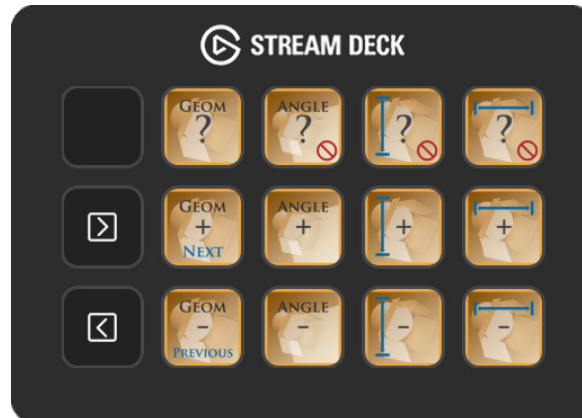 STREAM DECK
GEOM ANGLE
? ? ? ?
GEOM ANGLE
+ + + +
NEXT
GEOM ANGLE
- - - -
PREVIOUS